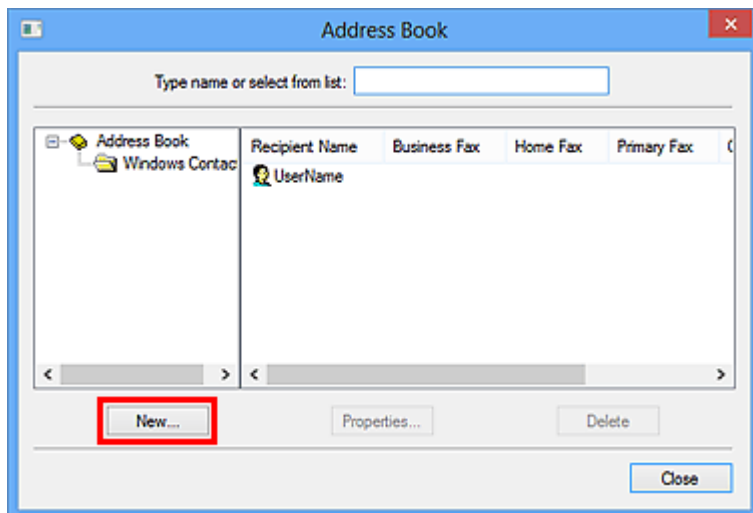 Address Book
Type name or select from list:
Address Book
Windows Contac
Recipient Name Business Fax Home Fax Primary Fax
UserName
New... Properties... Delete
Close